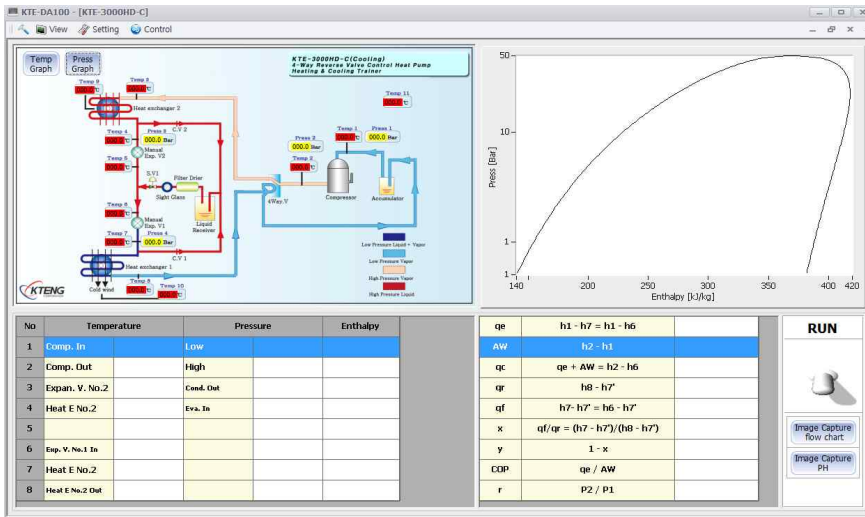 KTE-DA100 - [KTE-3000HD-C]
View Setting Control
Temp Graph
Press Graph
KTE-3000HD-C(Cooling)
4-Way Reverse Valve Control Heat Pump
Heating & Cooling Trainer
Temp 11
Heat exchanger 2
C.V 2
Temp 4
Press 3
000.0 Bar
Manual
Exp. V2
Temp 5
S.V1
Filter Drier
Sight Glass
Liquid
Receiver
Temp 6
Manual
Exp. V1
Temp 7
Press 4
000.0 Bar
C.V 1
Heat exchanger 1
Cold wind
Temp 10
Press 2
000.0 Bar
Temp 1
Press 1
000.0 Bar
Temp 2
4Way.V
Compressor
Accumulator
Low Pressure Liquid + Vapor
Low Pressure Vapor
High Pressure Vapor
High Pressure Liquid
KTENG
50
10
1
1
Press [Bar]
140 200 250 300 350 400 420
Enthalpy [kJ/kg]
No Temperature Pressure Enthalpy
1 Comp. In Low
2 Comp. Out High
3 Expan. V. No.2 Cond. Out
4 Heat E No.2 Eva. In
5
6 Exp. V. No.1 In
7 Heat E No.2
8 Heat E No.2 Out
qe h1 - h7 = h1 - h6
AW h2 - h1
qc qe + AW = h2 - h6
qr h8 - h7'
qf h7- h7' = h6 - h7'
x qf/qr = (h7 - h7')/(h8 - h7')
y 1 - x
COP qe / AW
r P2 / P1
RUN
Image Capture
flow chart
Image Capture
PH